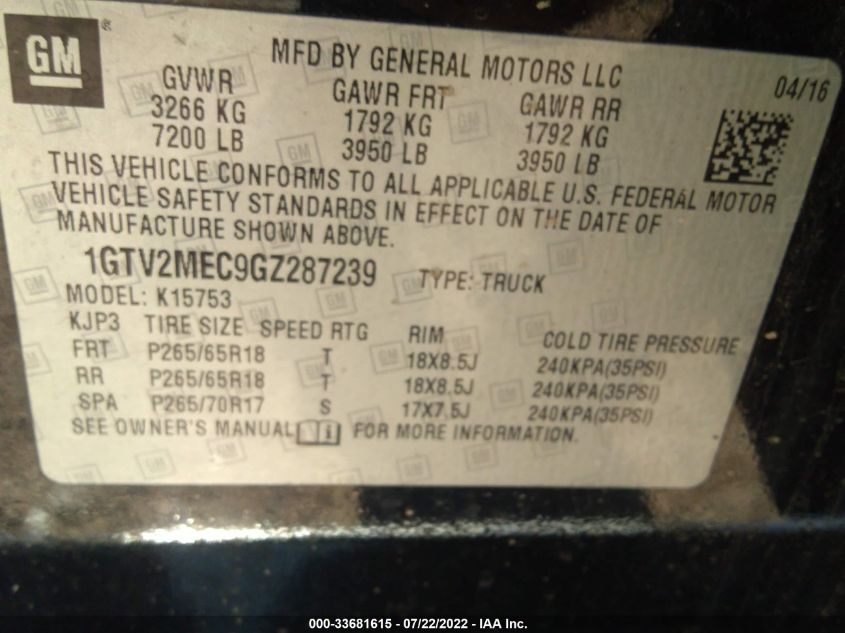 GM
MFD BY GENERAL MOTORS LLC
04/16
GVWR GAWR FRT GAWR RR
3266 KG 1792 KG 1792 KG
7200 LB 3950 LB 3950 LB
THIS VEHICLE CONFORMS TO ALL APPLICABLE U.S. FEDERAL MOTOR
VEHICLE SAFETY STANDARDS IN EFFECT ON THE DATE OF
MANUFACTURE SHOWN ABOVE.
1GTV2MEC9GZ287239 TYPE: TRUCK
MODEL: K15753
KJP3 TIRE SIZE SPEED RTG RIM COLD TIRE PRESSURE
FRT P265/65R18 T 18X8.5J 240KPA(35PSI)
RR P265/65R18 T 18X8.5J 240KPA(35PSI)
SPA P265/70R17 S 17X7.5J 240KPA(35PSI)
SEE OWNER'S MANUAL i FOR MORE INFORMATION.
000-33681615 - 07/22/2022 - IAA Inc.